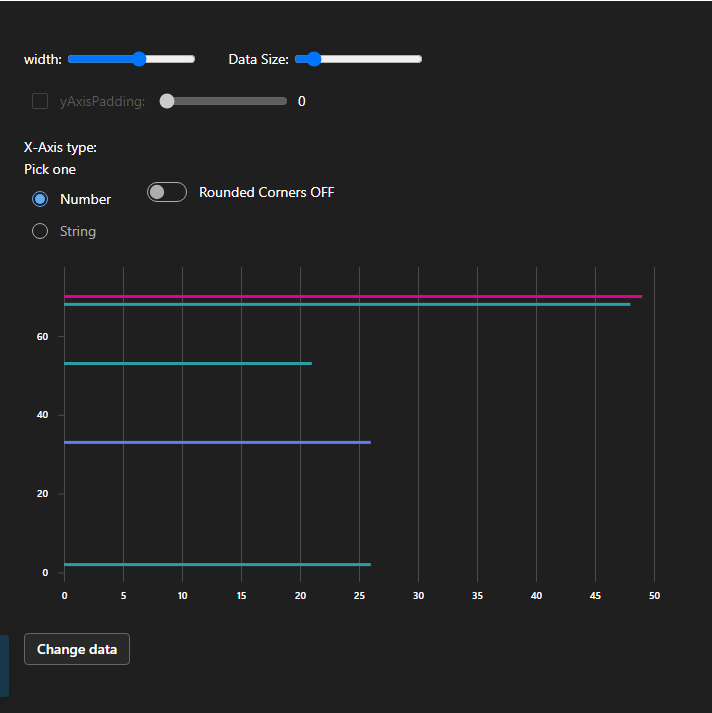 width: Data Size:
yAxisPadding: 0
X-Axis type:
Pick one
Number Rounded Corners OFF
String
60
40
20
0
0 5 10 15 20 25 30 35 40 45 50
Change data